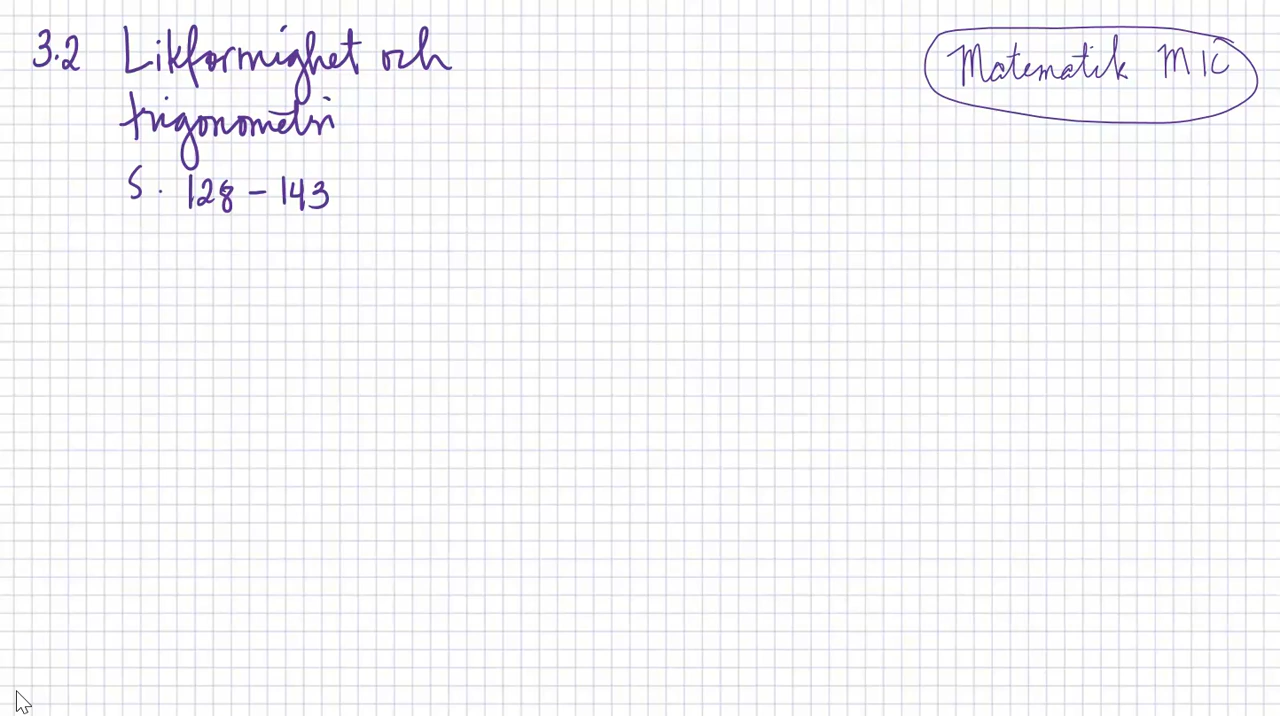 3.2 Likformighet och
trigonometri
S. 128 - 143
Matematik M1C